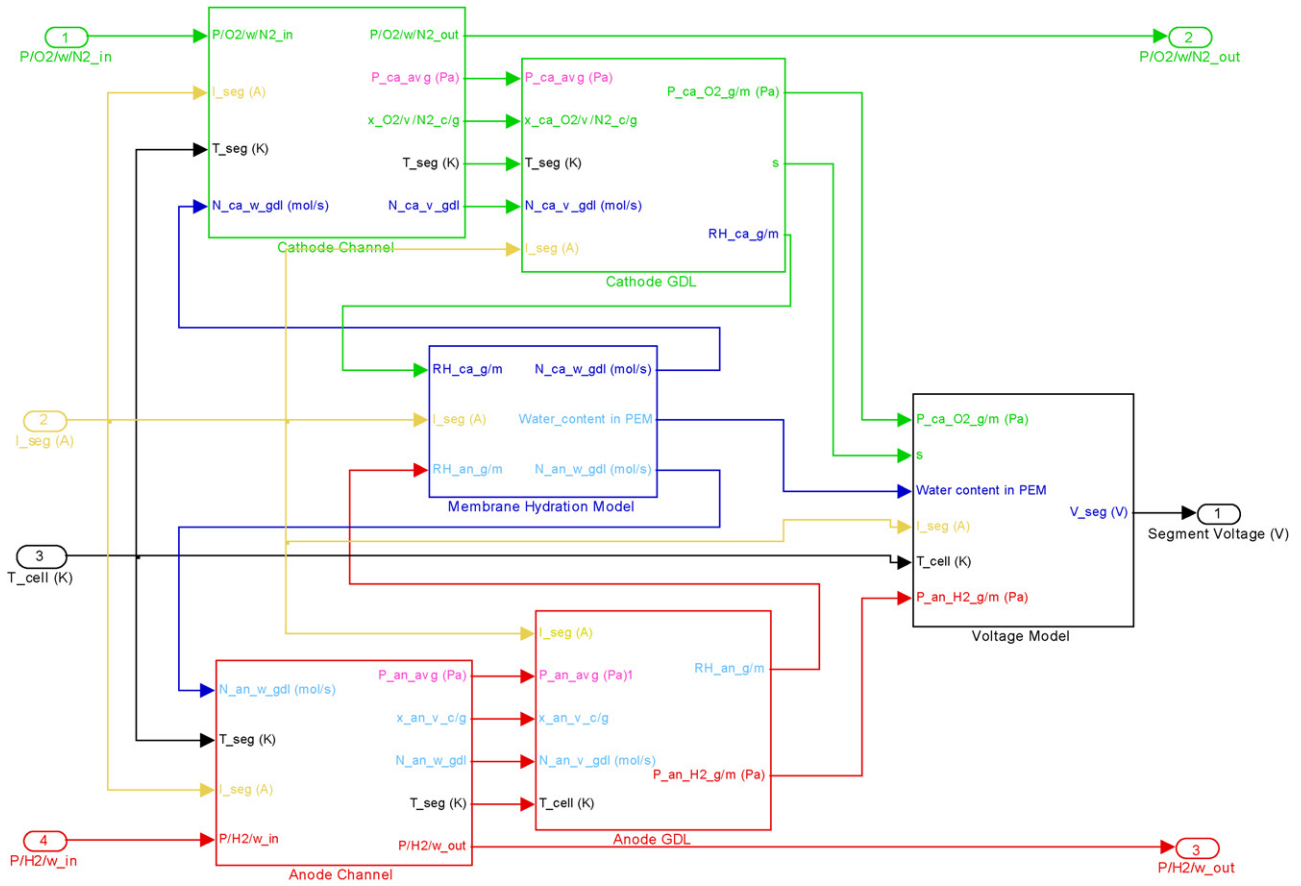 1
P/O2/w/N2_in
P/O2/w/N2_in
I_seg (A)
T_seg (K)
N_ca_w_gdl (mol/s)
P/O2/w/N2_out
P_ca_avg (Pa)
x_O2/v/N2_c/g
T_seg (K)
N_ca_v_gdl
Cathode Channel
P_ca_avg (Pa)
x_ca_O2/v/N2_c/g
T_seg (K)
N_ca_v_gdl (mol/s)
I_seg (A)
P_ca_O2_g/m (Pa)
s
RH_ca_g/m
Cathode GDL
2
P/O2/w/N2_out
2
I_seg (A)
RH_ca_g/m
I_seg (A)
RH_an_g/m
N_ca_w_gdl (mol/s)
Water_content in PEM
N_an_w_gdl (mol/s)
Membrane Hydration Model
3
T_cell (K)
P_ca_O2_g/m (Pa)
s
Water content in PEM
I_seg (A)
T_cell (K)
P_an_H2_g/m (Pa)
V_seg (V)
Voltage Model
1
Segment Voltage (V)
N_an_w_gdl (mol/s)
T_seg (K)
I_seg (A)
P/H2/w_in
P_an_avg (Pa)
x_an_v_c/g
N_an_w_gdl
T_seg (K)
P/H2/w_out
Anode Channel
I_seg (A)
P_an_avg (Pa)1
x_an_v_c/g
N_an_v_gdl (mol/s)
T_cell (K)
RH_an_g/m
P_an_H2_g/m (Pa)
Anode GDL
4
P/H2/w_in
3
P/H2/w_out